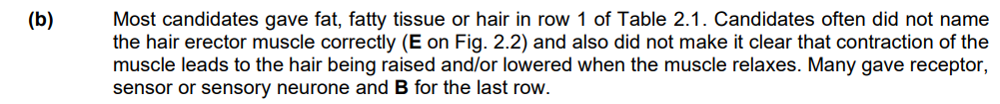 (b) Most candidates gave fat, fatty tissue or hair in row 1 of Table 2.1. Candidates often did not name
the hair erector muscle correctly (E on Fig. 2.2) and also did not make it clear that contraction of the
muscle leads to the hair being raised and/or lowered when the muscle relaxes. Many gave receptor,
sensor or sensory neurone and B for the last row.